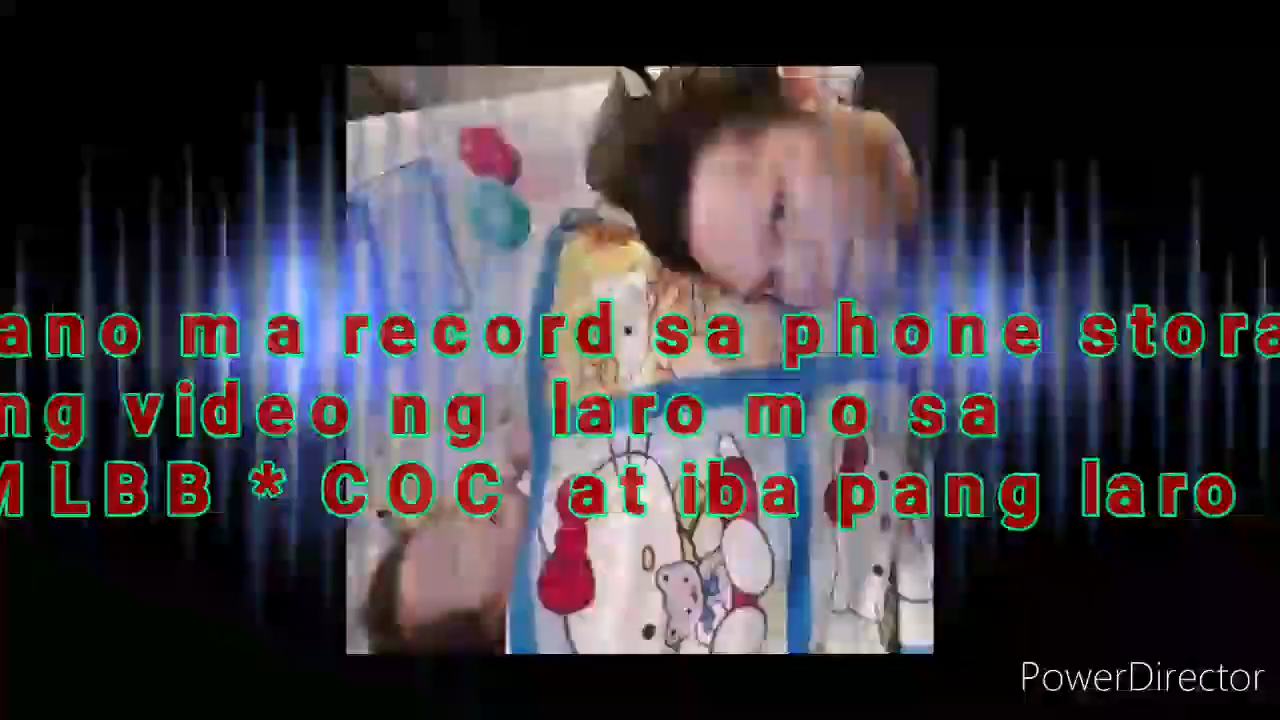 ano ma record sa phone stora
ng video ng laro mo sa
MLBB * COC at iba pang laro
PowerDirector